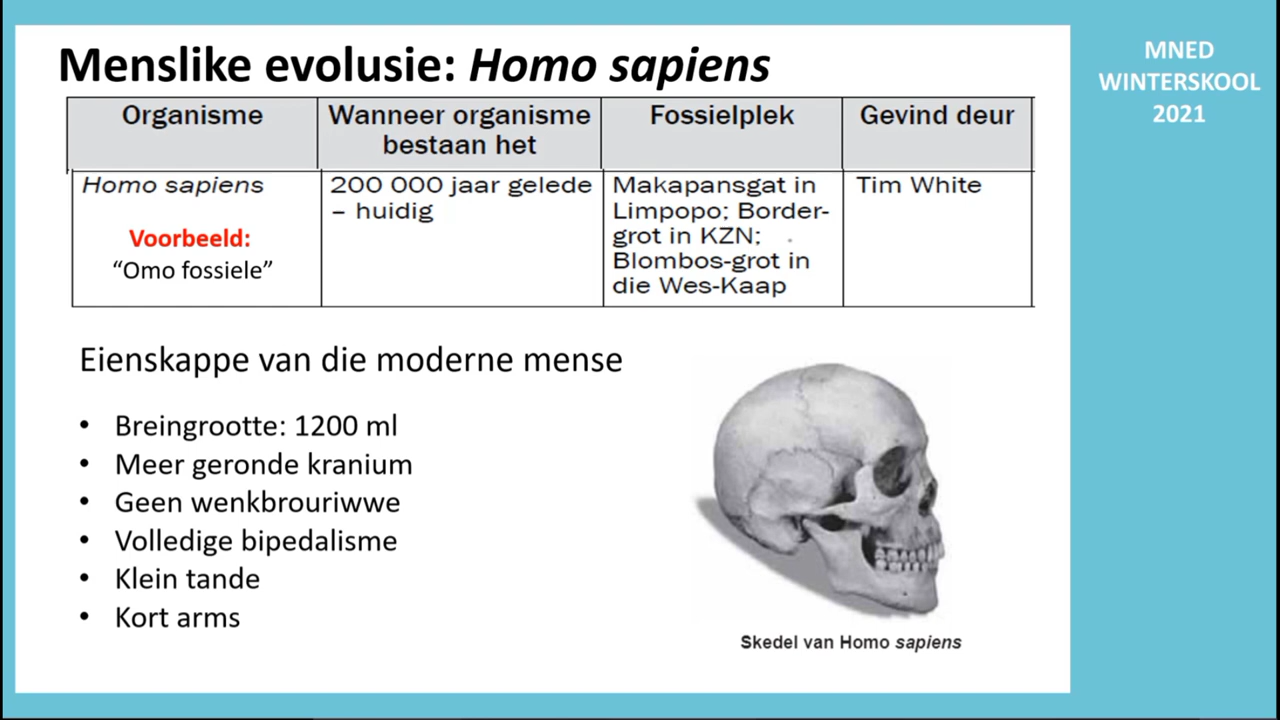 Menslike evolusie: Homo sapiens
MNED
WINTERSKOOL
2021
Organisme
Wanneer organisme
bestaan het
Fossielplek
Gevind deur
Homo sapiens
Voorbeeld:
“Omo fossiele”
200 000 jaar gelede
– huidig
Makapansgat in
Limpopo; Border-
grot in KZN;
Blombos-grot in
die Wes-Kaap
Tim White
Eienskappe van die moderne mense
• Breingrootte: 1200 ml
• Meer geronde kranium
• Geen wenkbrouriwwe
• Volledige bipedalisme
• Klein tande
• Kort arms
Skedel van Homo sapiens